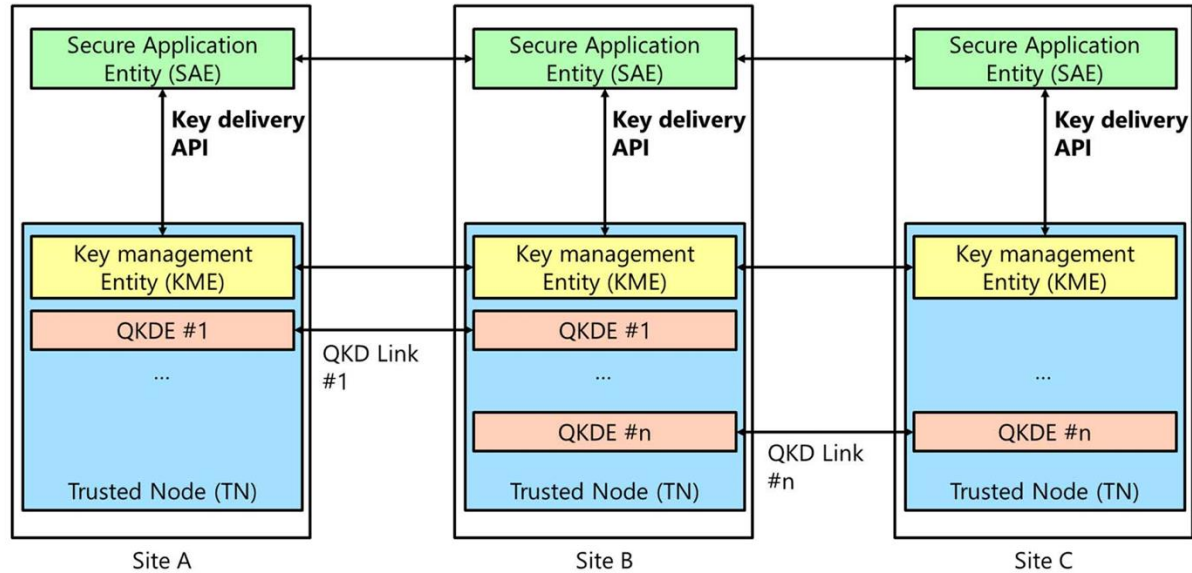 Secure Application
Entity (SAE)
Secure Application
Entity (SAE)
Secure Application
Entity (SAE)
Key delivery
API
Key delivery
API
Key delivery
API
Key management
Entity (KME)
Key management
Entity (KME)
Key management
Entity (KME)
QKDE #1
QKD Link
#1
QKDE #1
...
...
...
QKDE #n
QKD Link
#n
QKDE #n
Trusted Node (TN)
Trusted Node (TN)
Trusted Node (TN)
Site A
Site B
Site C